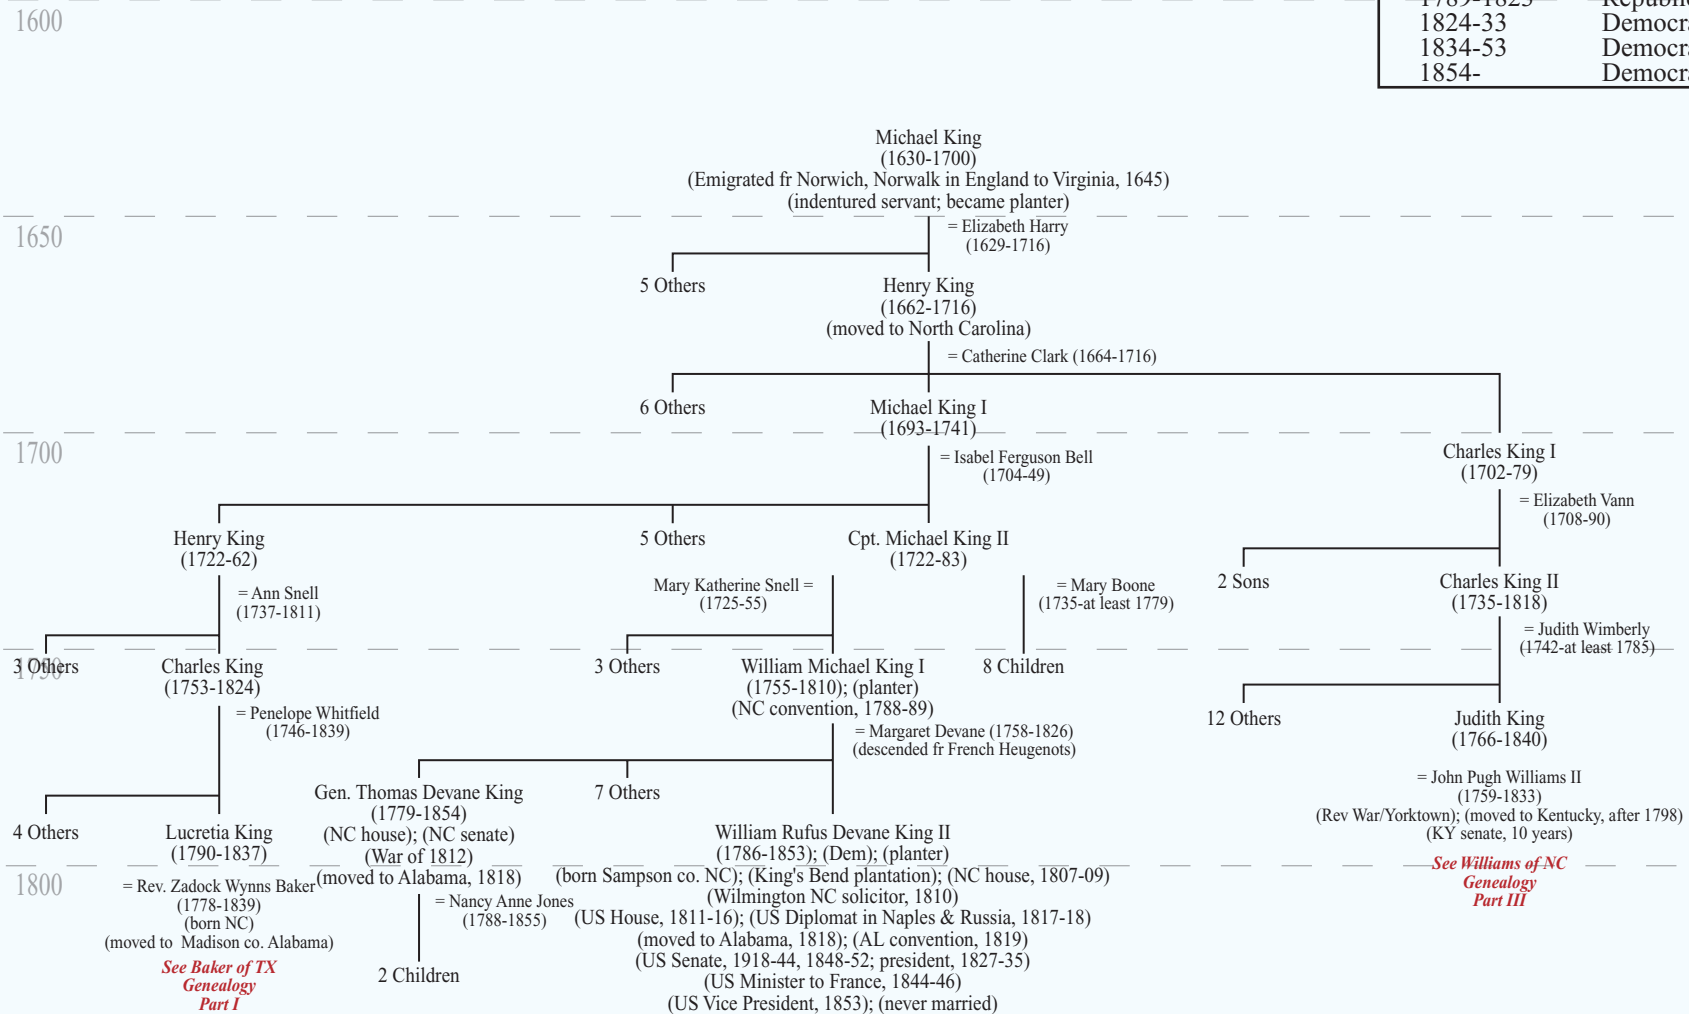 1600
1789-1823 Republic
1824-33 Democra
1834-53 Democra
1854- Democra
Michael King
(1630-1700)
(Emigrated fr Norwich, Norwalk in England to Virginia, 1645)
(indentured servant; became planter)
1650
= Elizabeth Harry
(1629-1716)
5 Others
Henry King
(1662-1716)
(moved to North Carolina)
= Catherine Clark (1664-1716)
6 Others
Michael King I
(1693-1741)
1700
Charles King I
(1702-79)
= Isabel Ferguson Bell
(1704-49)
= Elizabeth Vann
(1708-90)
Henry King
(1722-62)
5 Others
Cpt. Michael King II
(1722-83)
2 Sons
Charles King II
(1735-1818)
= Ann Snell
(1737-1811)
Mary Katherine Snell =
(1725-55)
= Mary Boone
(1735-at least 1779)
= Judith Wimberly
(1742-at least 1785)
1750
3 Others
Charles King
(1753-1824)
3 Others
William Michael King I
(1755-1810); (planter)
(NC convention, 1788-89)
8 Children
= Penelope Whitfield
(1746-1839)
= Margaret Devane (1758-1826)
(descended fr French Heugenots)
12 Others
Judith King
(1766-1840)
= John Pugh Williams II
(1759-1833)
(Rev War/Yorktown); (moved to Kentucky, after 1798)
(KY senate, 10 years)
See Williams of NC
Genealogy
Part III
4 Others
Lucretia King
(1790-1837)
Gen. Thomas Devane King
(1779-1854)
(NC house); (NC senate)
(War of 1812)
(moved to Alabama, 1818)
7 Others
William Rufus Devane King II
(1786-1853); (Dem); (planter)
(born Sampson co. NC); (King's Bend plantation); (NC house, 1807-09)
(Wilmington NC solicitor, 1810)
(US House, 1811-16); (US Diplomat in Naples & Russia, 1817-18)
(moved to Alabama, 1818); (AL convention, 1819)
(US Senate, 1918-44, 1848-52; president, 1827-35)
(US Minister to France, 1844-46)
(US Vice President, 1853); (never married)
1800
= Rev. Zadock Wynns Baker
(1778-1839)
(born NC)
(moved to Madison co. Alabama)
See Baker of TX
Genealogy
Part I
= Nancy Anne Jones
(1788-1855)
2 Children